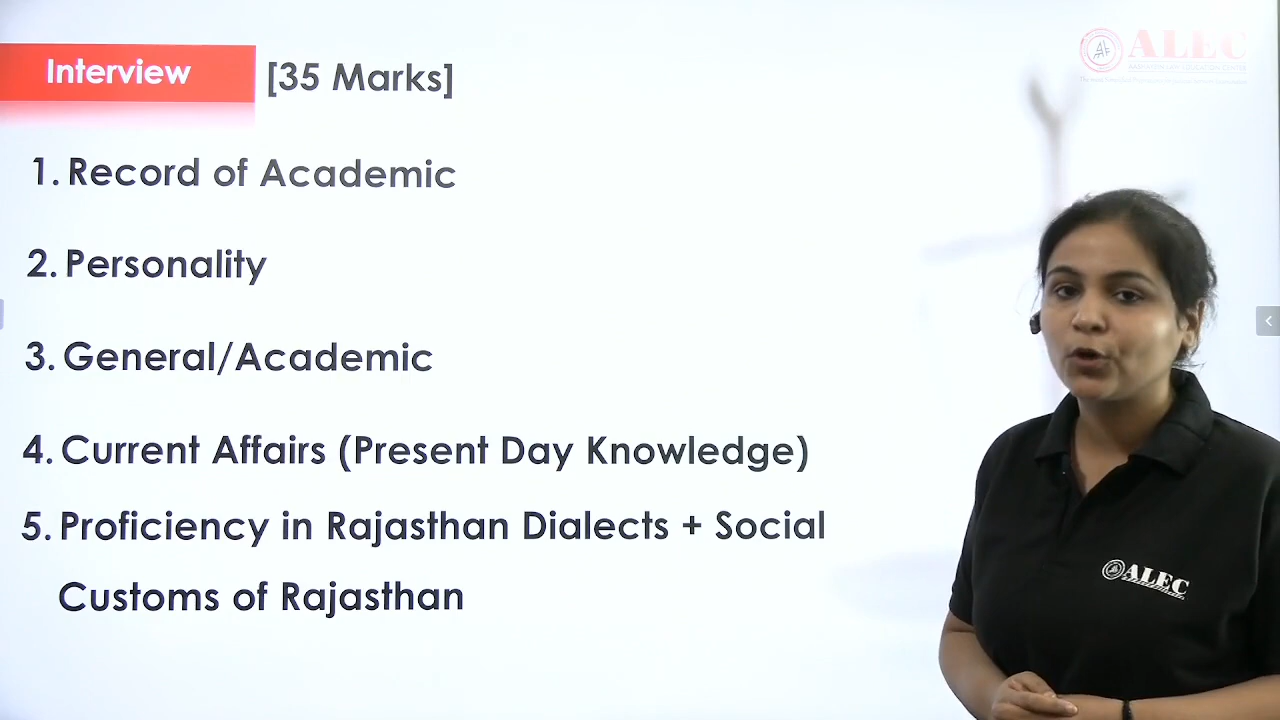 Interview [35 Marks]
ALEC
1. Record of Academic
2. Personality
3. General/Academic
4. Current Affairs (Present Day Knowledge)
5. Proficiency in Rajasthan Dialects + Social
Customs of Rajasthan
ALEC